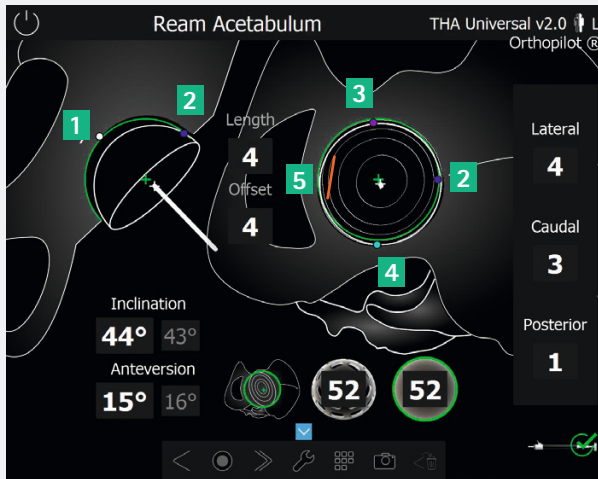 Ream Acetabulum
THA Universal v2.0 L
Orthopilot ®
1
2
3
Length
4
Offset
4
5
2
4
Lateral
4
Caudal
3
Posterior
1
Inclination
44° 43°
Anteversion
15° 16°
52 52